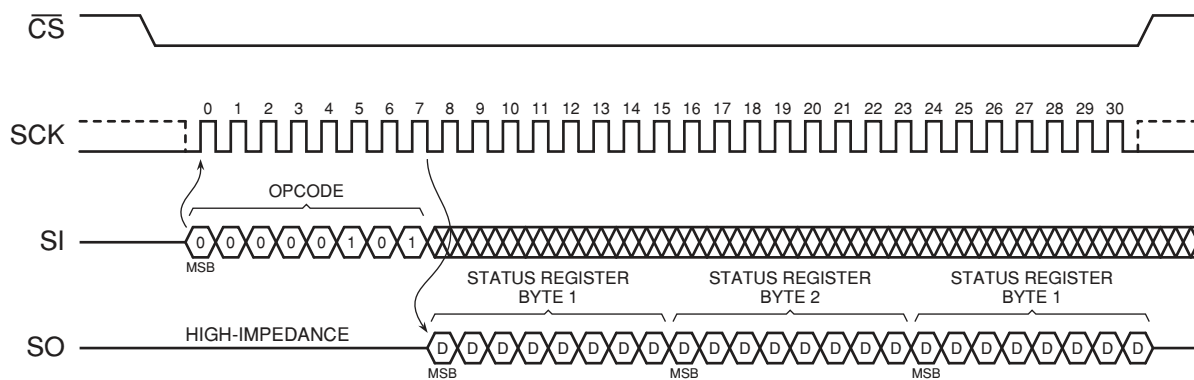 CS
SCK
0 1 2 3 4 5 6 7 8 9 10 11 12 13 14 15 16 17 18 19 20 21 22 23 24 25 26 27 28 29 30
OPCODE
SI
0 0 0 0 0 1 0 1
MSB
STATUS REGISTER
BYTE 1
STATUS REGISTER
BYTE 2
STATUS REGISTER
BYTE 1
SO
HIGH-IMPEDANCE
D D D D D D D D D D D D D D D D D D D D D D D D
MSB
MSB
MSB